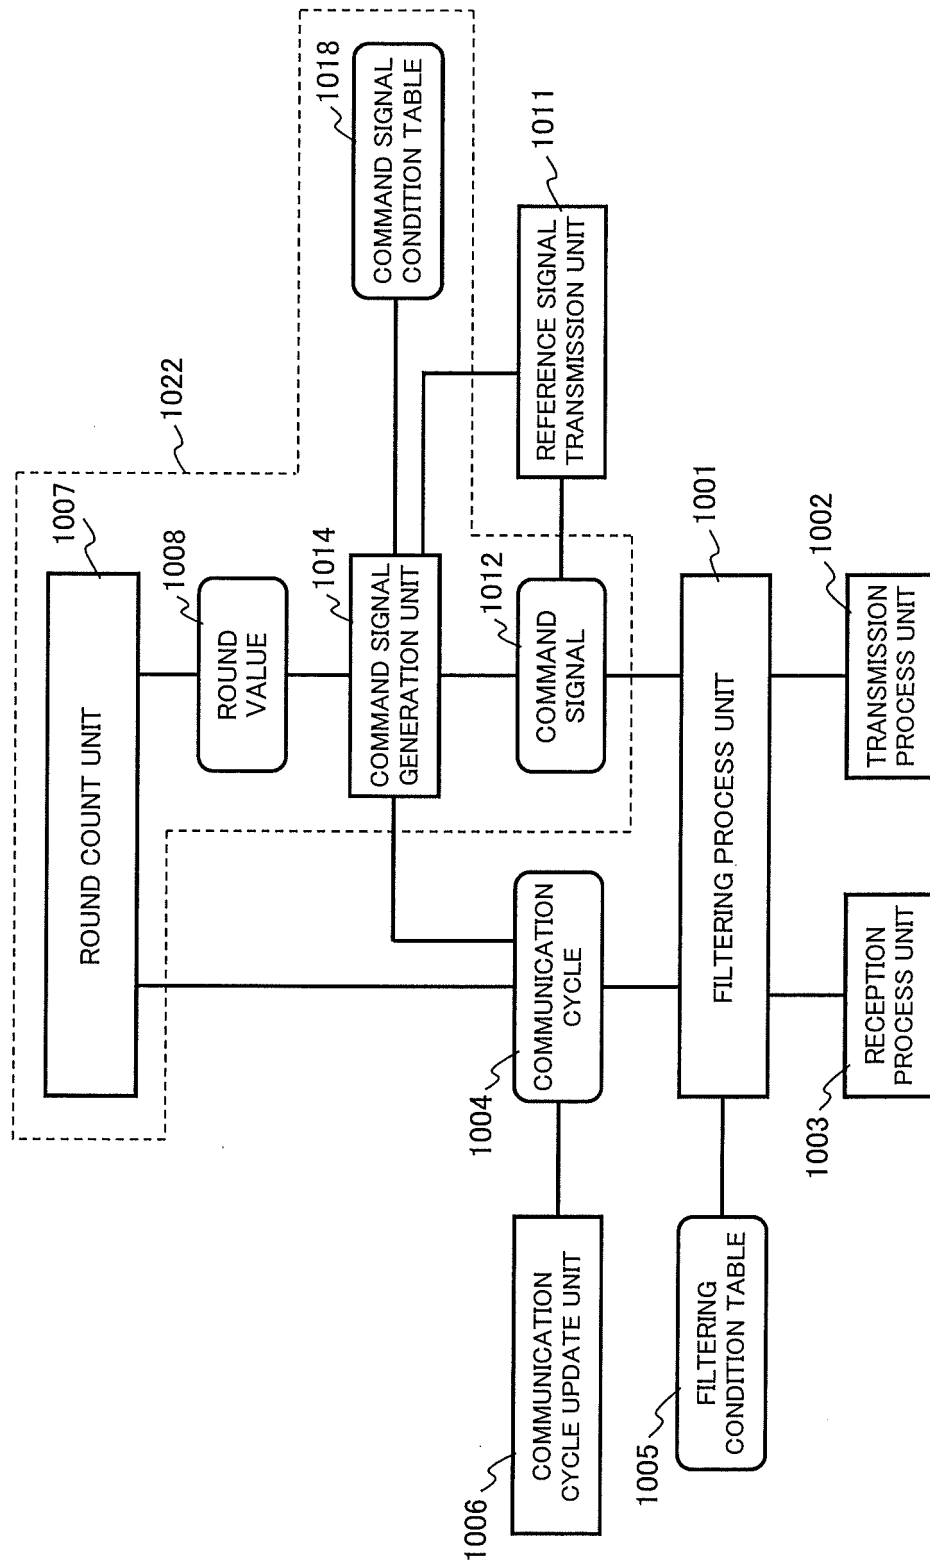 1022
1007
ROUND COUNT UNIT
1008
ROUND
VALUE
1018
COMMAND SIGNAL
CONDITION TABLE
1014
COMMAND SIGNAL
GENERATION UNIT
1011
REFERENCE SIGNAL
TRANSMISSION UNIT
1012
COMMAND
SIGNAL
1004
COMMUNICATION
CYCLE
1006
COMMUNICATION
CYCLE UPDATE UNIT
1001
FILTERING PROCESS UNIT
1005
FILTERING
CONDITION TABLE
1003
RECEPTION
PROCESS UNIT
1002
TRANSMISSION
PROCESS UNIT